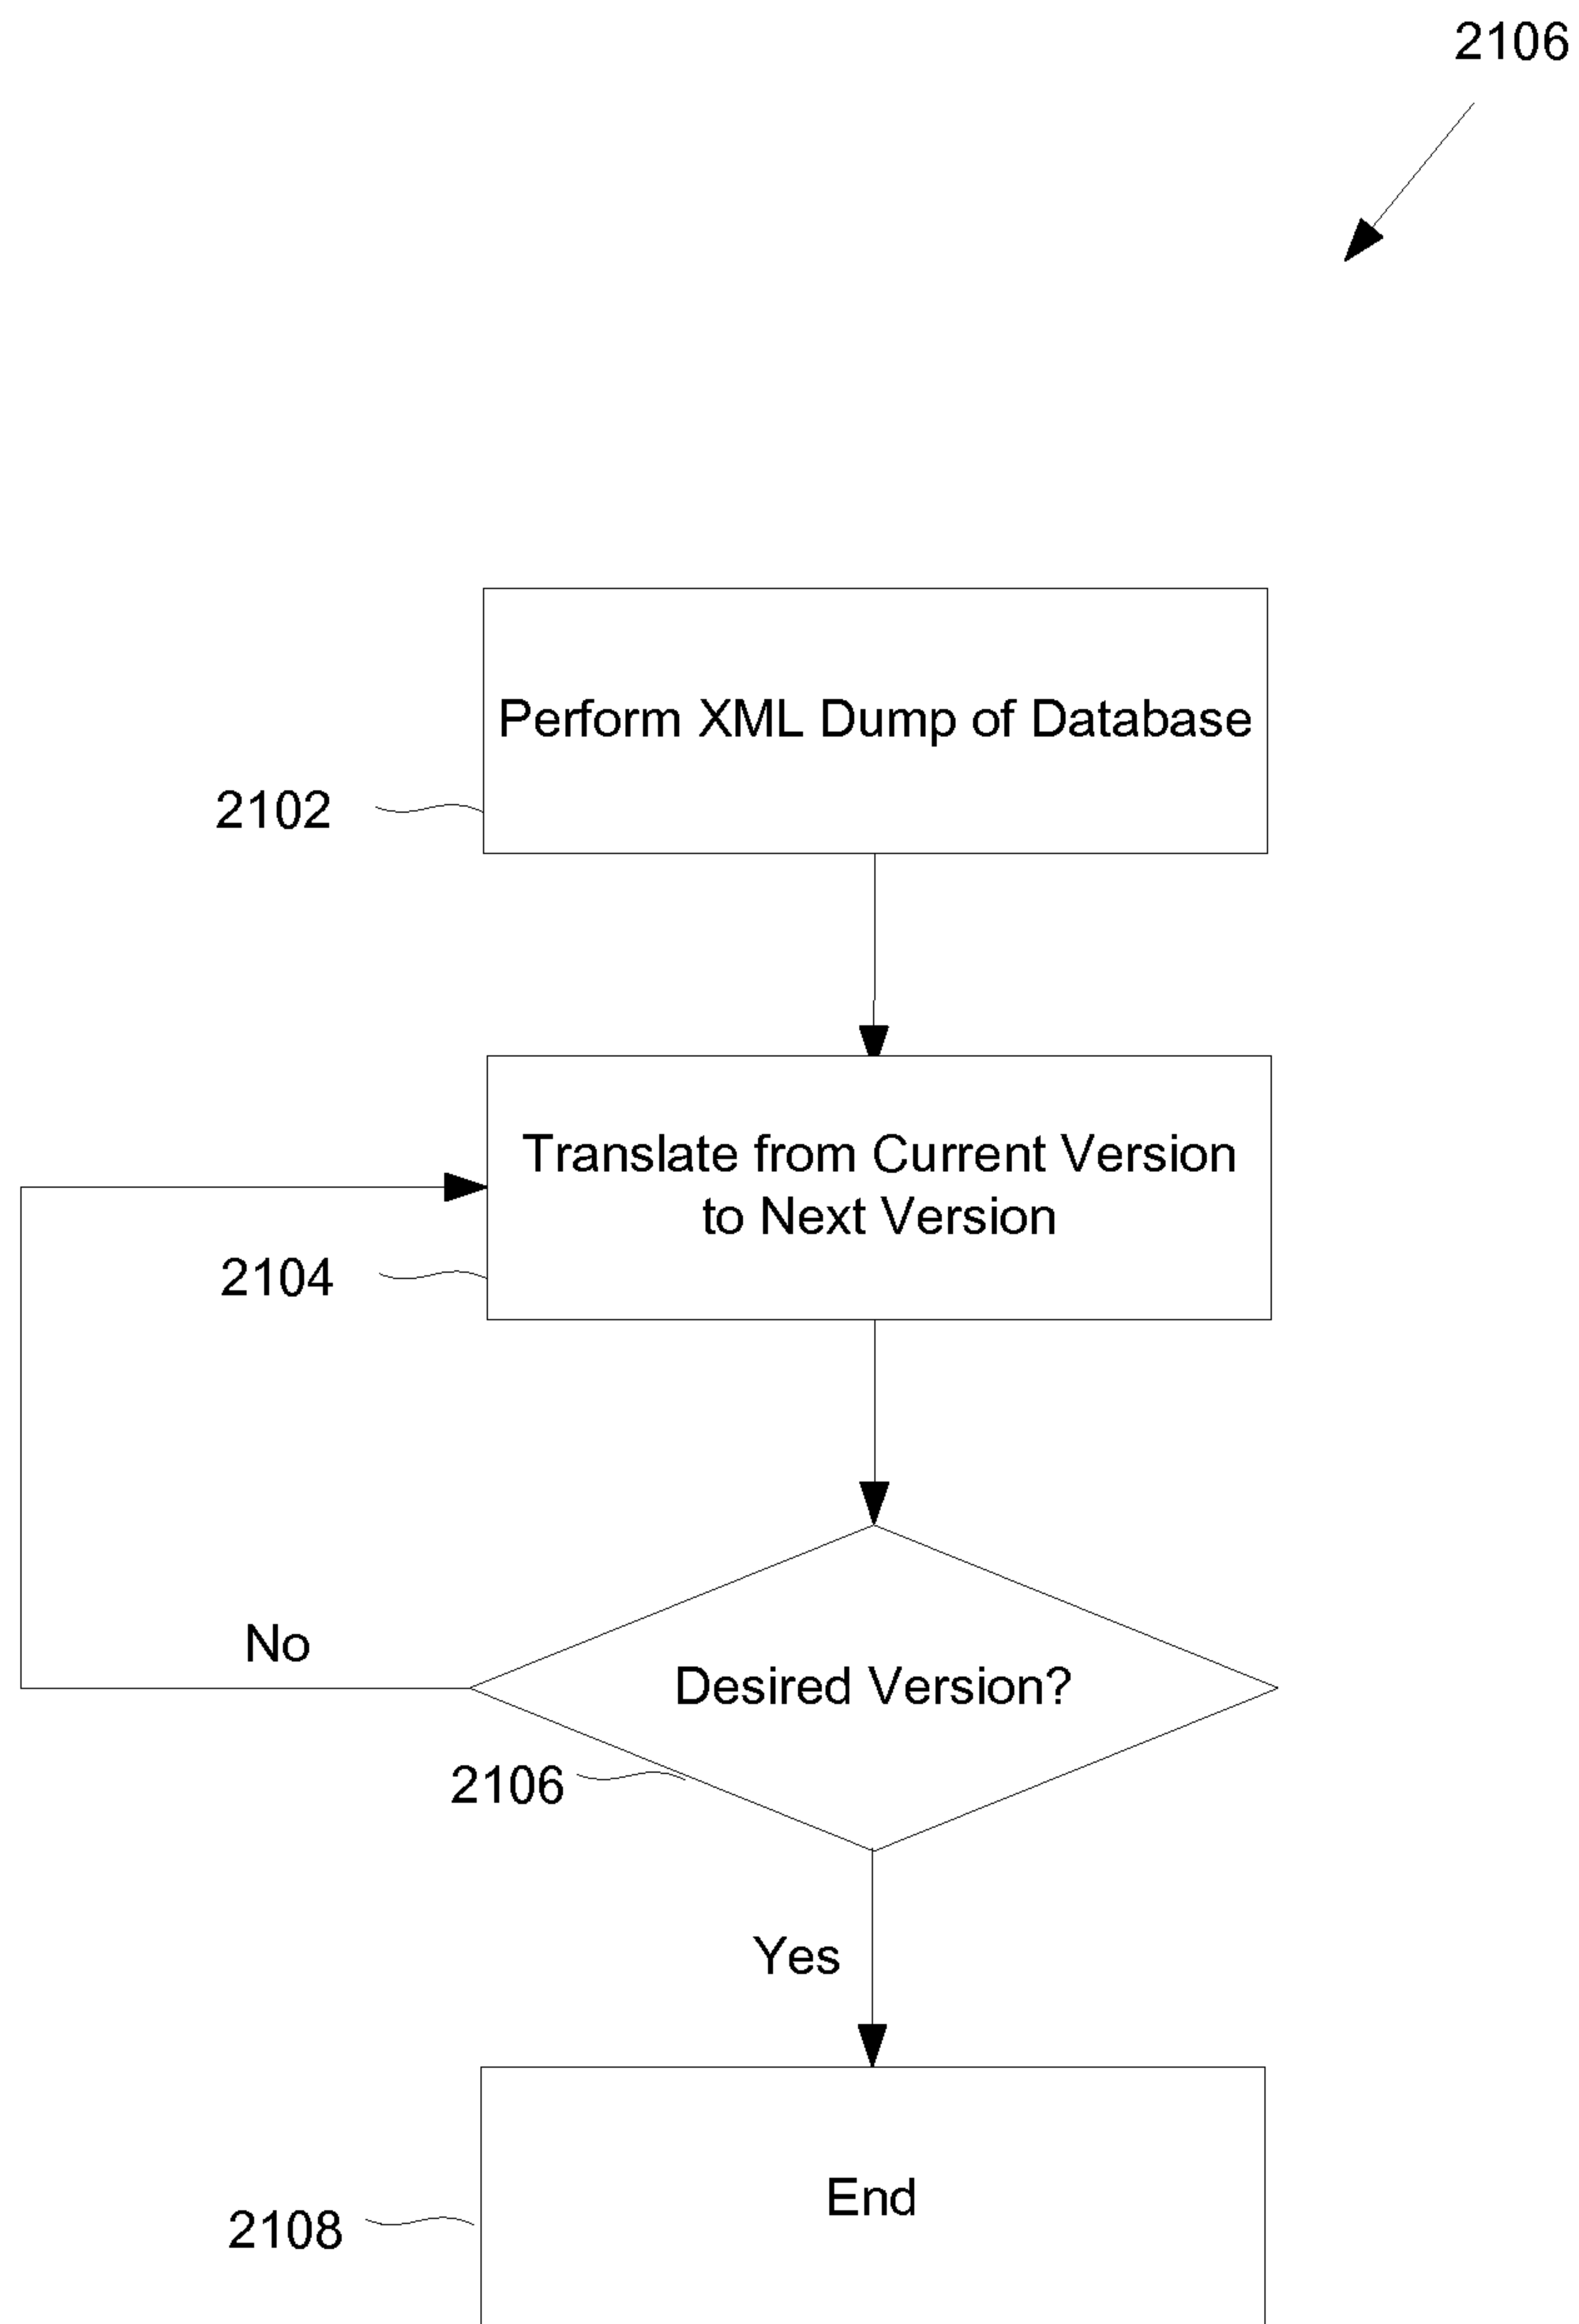 2106
Perform XML Dump of Database
2102
Translate from Current Version
to Next Version
2104
No
Desired Version?
2106
Yes
End
2108